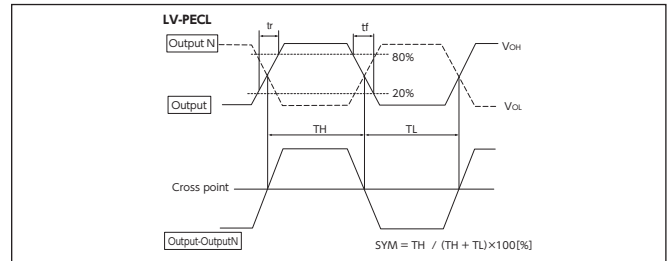 LV-PECL
tr
tf
Output N
VOH
80%
20%
Output
VOL
TH
TL
Cross point
Output-OutputN
SYM = TH / (TH + TL)×100[%]